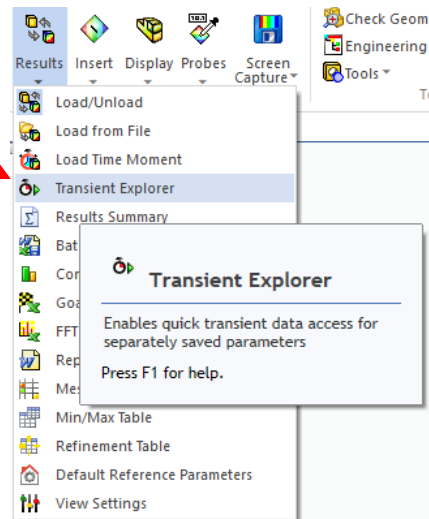 Check Geom
Engineering
Results Insert Display Probes Screen
Capture
Tools
Load/Unload
Load from File
Load Time Moment
Transient Explorer
Results Summary
Bat
Transient Explorer
Cor
Goa
Enables quick transient data access for
FFT
separately saved parameters
Rep
Press F1 for help.
Me
Min/Max Table
Refinement Table
Default Reference Parameters
View Settings